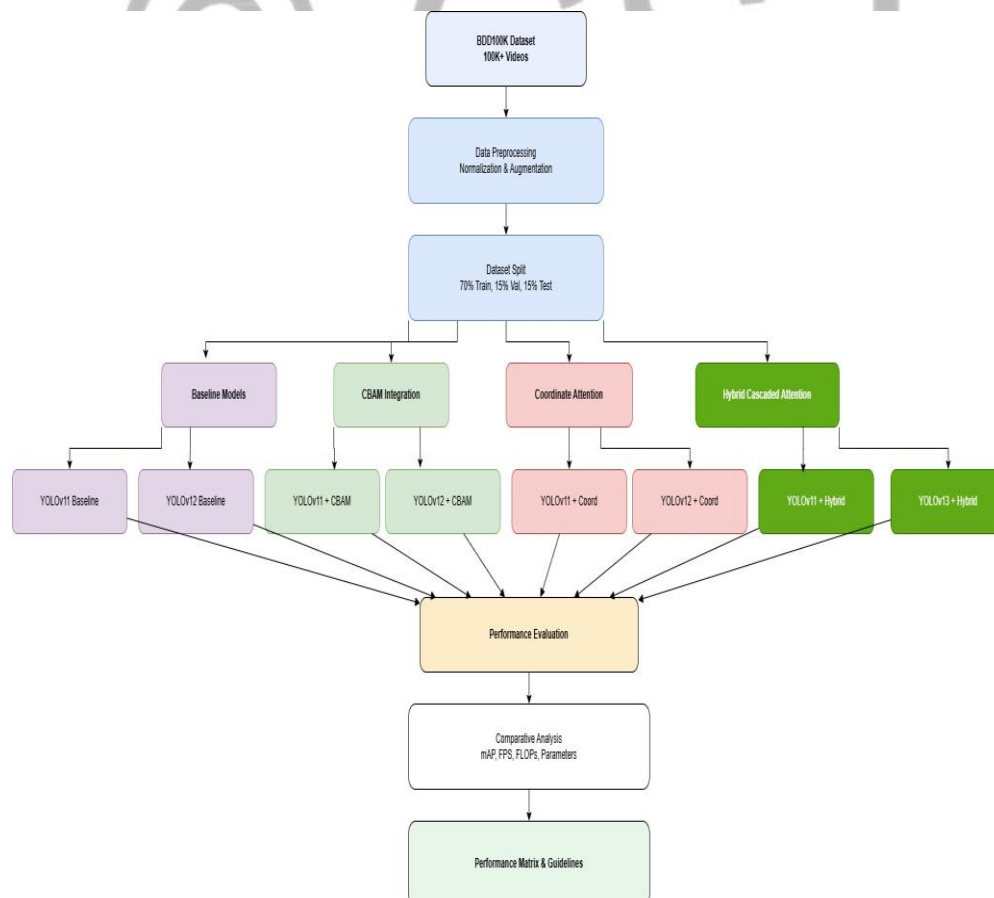 BDD100K Dataset
100K+ Videos
Data Preprocessing
Normalization & Augmentation
Dataset Split
70% Train, 15% Val, 15% Test
Baseline Models
CBAM Integration
Coordinate Attention
Hybrid Cascaded Attention
YOLOv11 Baseline
YOLOv12 Baseline
YOLOv11 + CBAM
YOLOv12 + CBAM
YOLOv11 + Coord
YOLOv12 + Coord
YOLOv11 + Hybrid
YOLOv13 + Hybrid
Performance Evaluation
Comparative Analysis
mAP, FPS, FLOPs, Parameters
Performance Matrix & Guidelines